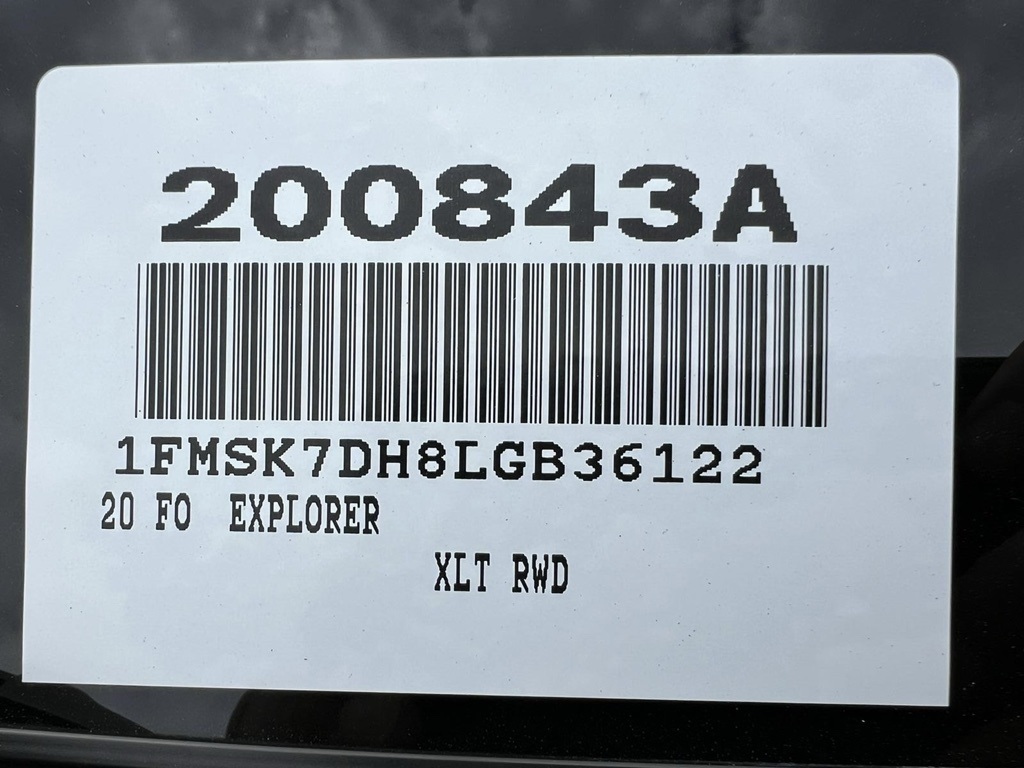 200843A
1FMSK7DH8LGB36122
20 FO EXPLORER
XLT RWD